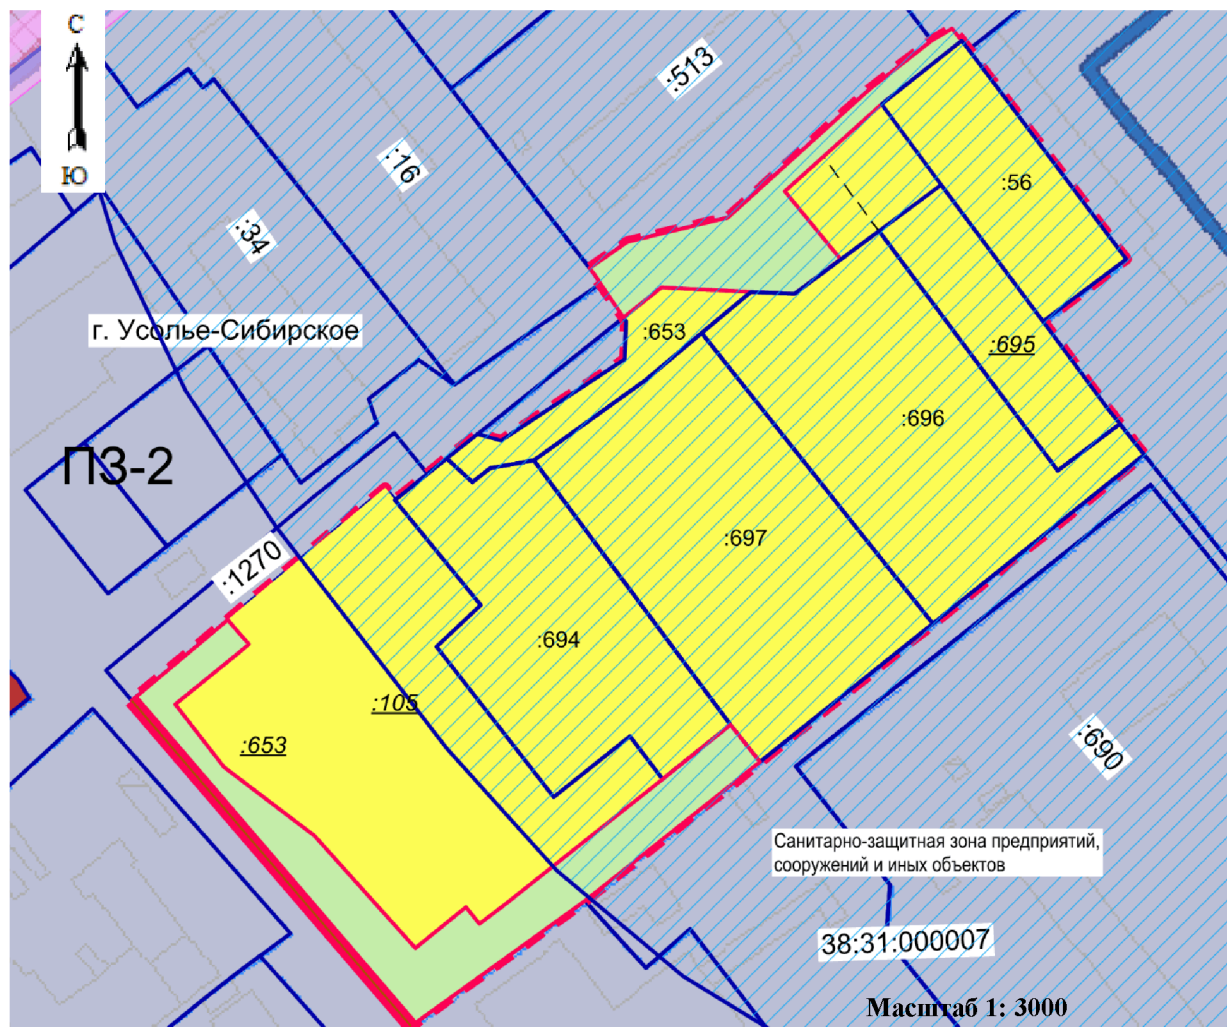 С
Ю
:513
:16
:56
:34
г. Усолье-Сибирское
:653
:695
:696
ПЗ-2
:697
:1270
:694
:105
:653
:690
Санитарно-защитная зона предприятий,
сооружений и иных объектов
38:31:000007
Масштаб 1: 3000